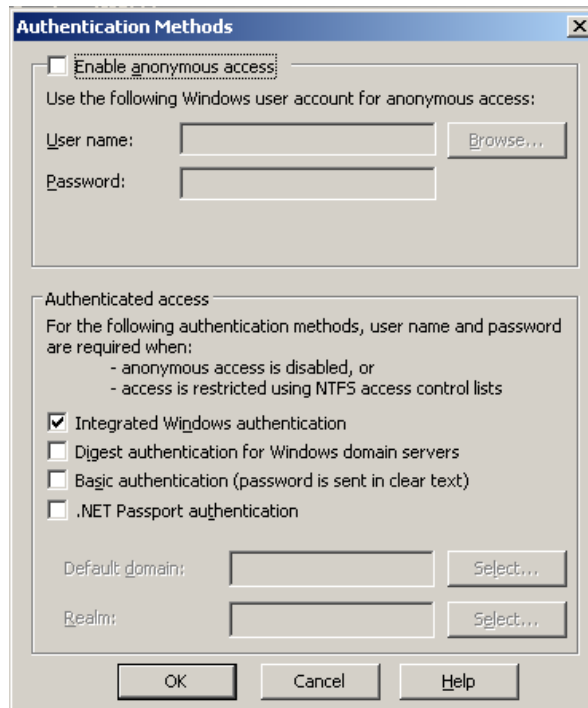 Authentication Methods
Enable anonymous access
Use the following Windows user account for anonymous access:
User name:
Browse...
Password:
Authenticated access
For the following authentication methods, user name and password
are required when:
- anonymous access is disabled, or
- access is restricted using NTFS access control lists
Integrated Windows authentication
Digest authentication for Windows domain servers
Basic authentication (password is sent in clear text)
.NET Passport authentication
Default domain:
Select...
Realm:
Select...
OK Cancel Help